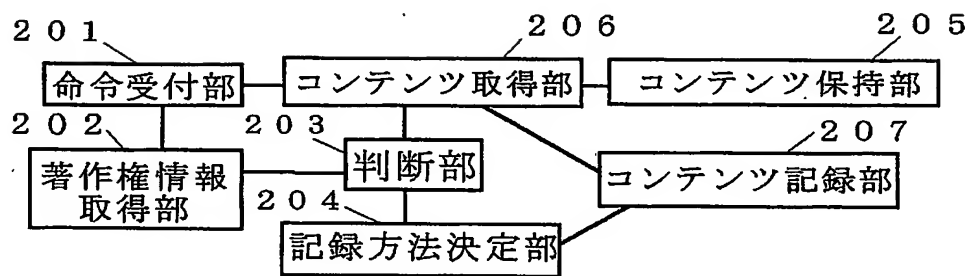 ２０１
２０６
２０５
命令受付部
コンテンツ取得部
コンテンツ保持部
２０２
２０３
２０７
著作権情報
取得部
判断部
コンテンツ記録部
２０４
記録方法決定部